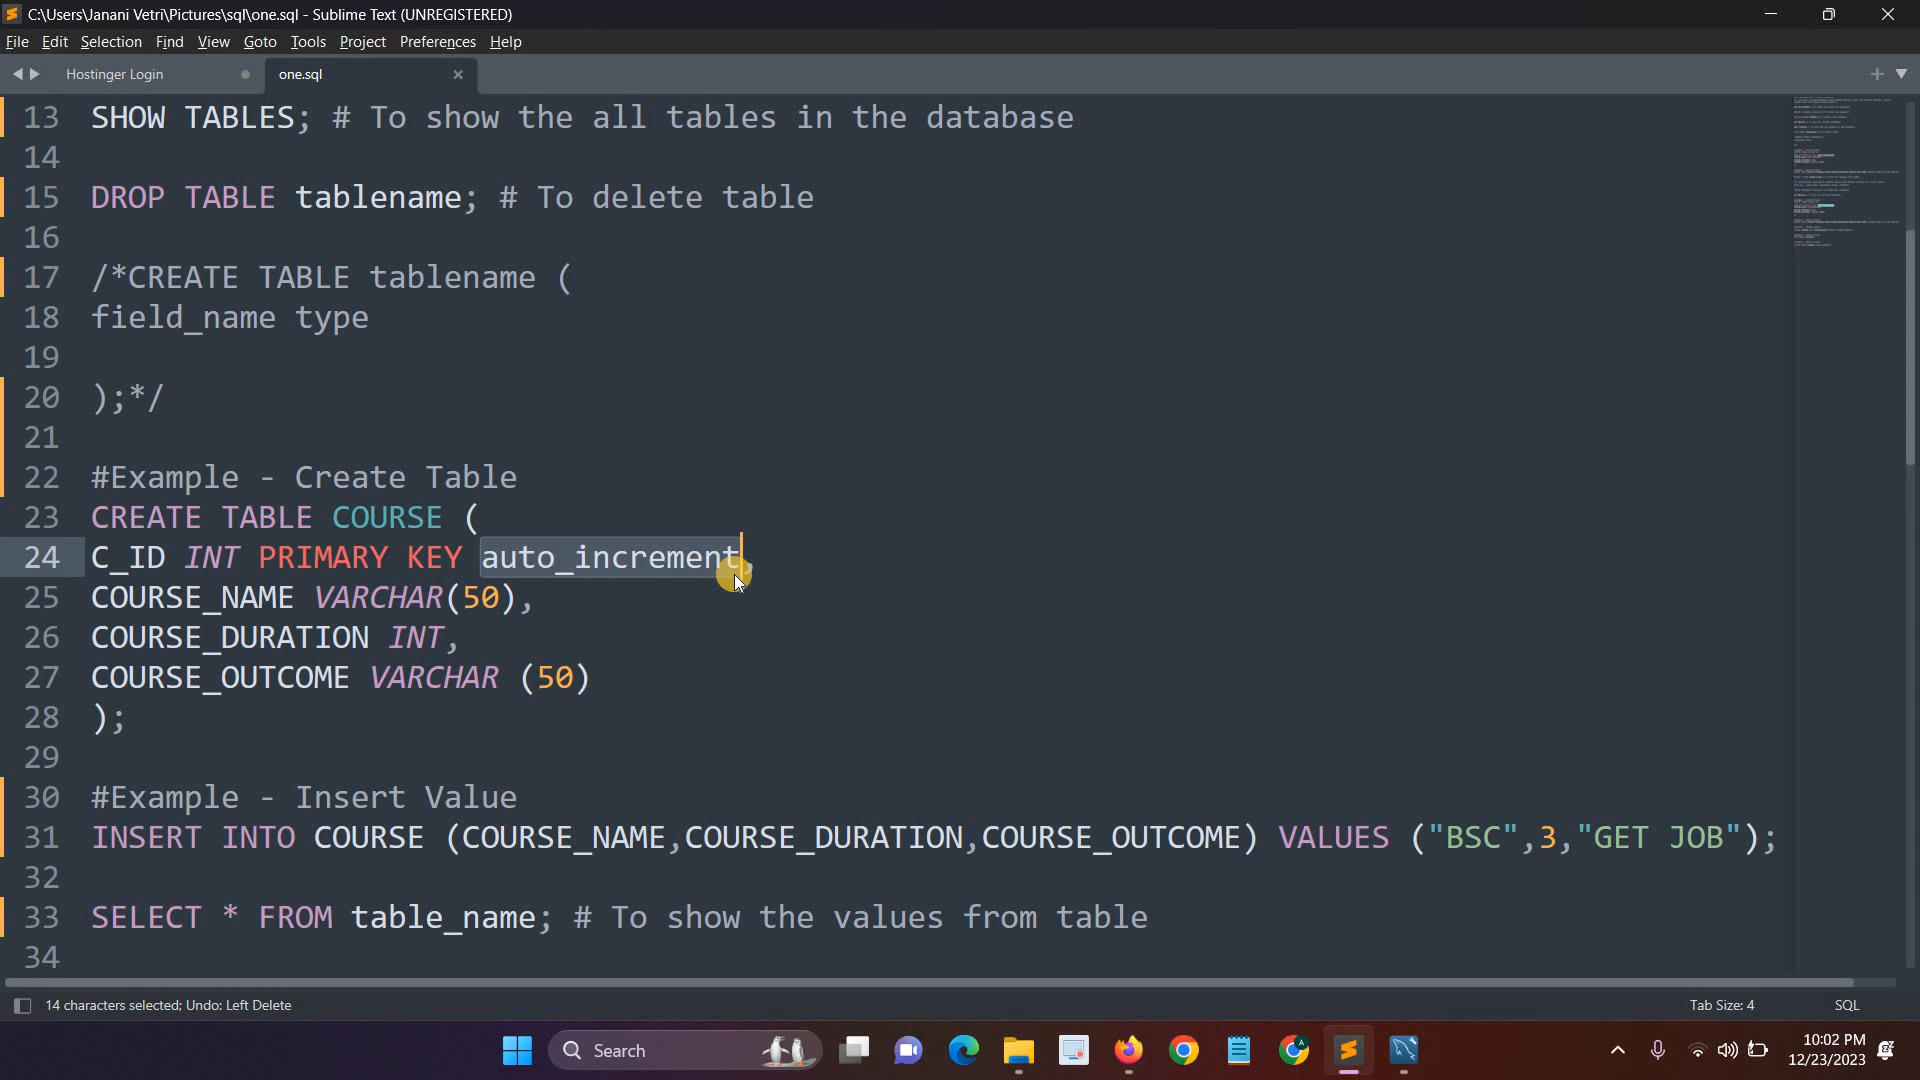 C:\Users\Janani Vetri\Pictures\sql\one.sql - Sublime Text (UNREGISTERED)
File Edit Selection Find View Goto Tools Project Preferences Help
Hostinger Login
one.sql
13 SHOW TABLES; # To show the all tables in the database
14
15 DROP TABLE tablename; # To delete table
16
17 /*CREATE TABLE tablename (
18 field_name type
19
20 );*/
21
22 #Example - Create Table
23 CREATE TABLE COURSE (
24 C_ID INT PRIMARY KEY auto_increment,
25 COURSE_NAME VARCHAR(50),
26 COURSE_DURATION INT,
27 COURSE_OUTCOME VARCHAR (50)
28 );
29
30 #Example - Insert Value
31 INSERT INTO COURSE (COURSE_NAME,COURSE_DURATION,COURSE_OUTCOME) VALUES ("BSC",3,"GET JOB");
32
33 SELECT * FROM table_name; # To show the values from table
34
14 characters selected; Undo: Left Delete
Tab Size: 4
SQL
Search
10:02 PM
12/23/2023